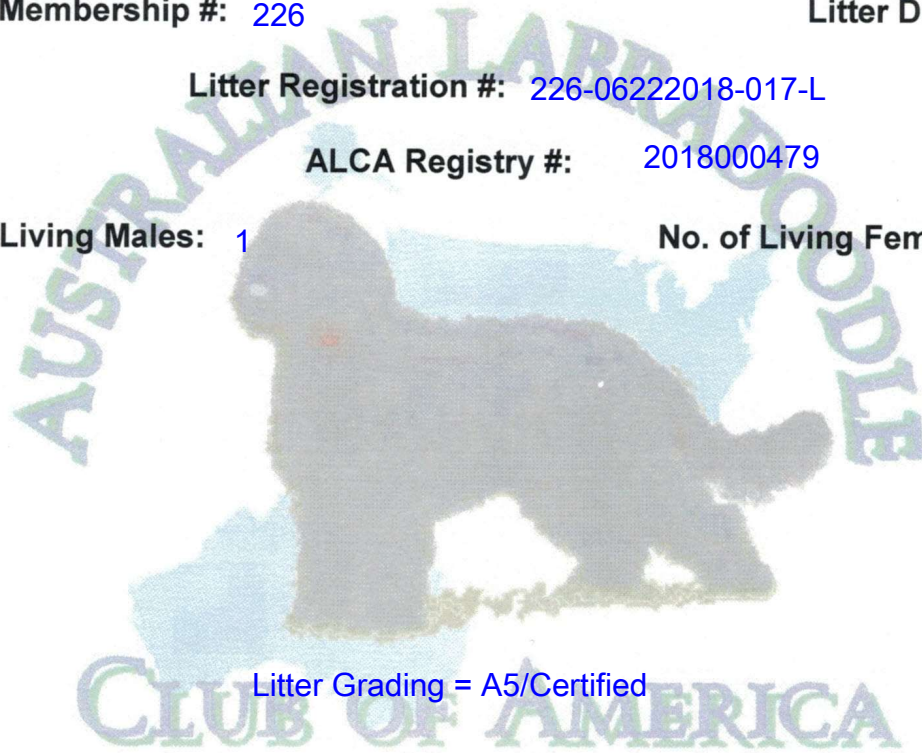 Membership #: 226 Litter D
Litter Registration #: 226-06222018-017-L
ALCA Registry #: 2018000479
Living Males: 1 No. of Living Fem
AUSTRALIAN LABRADOODLE
Litter Grading = A5/Certified
CLUB OF AMERICA